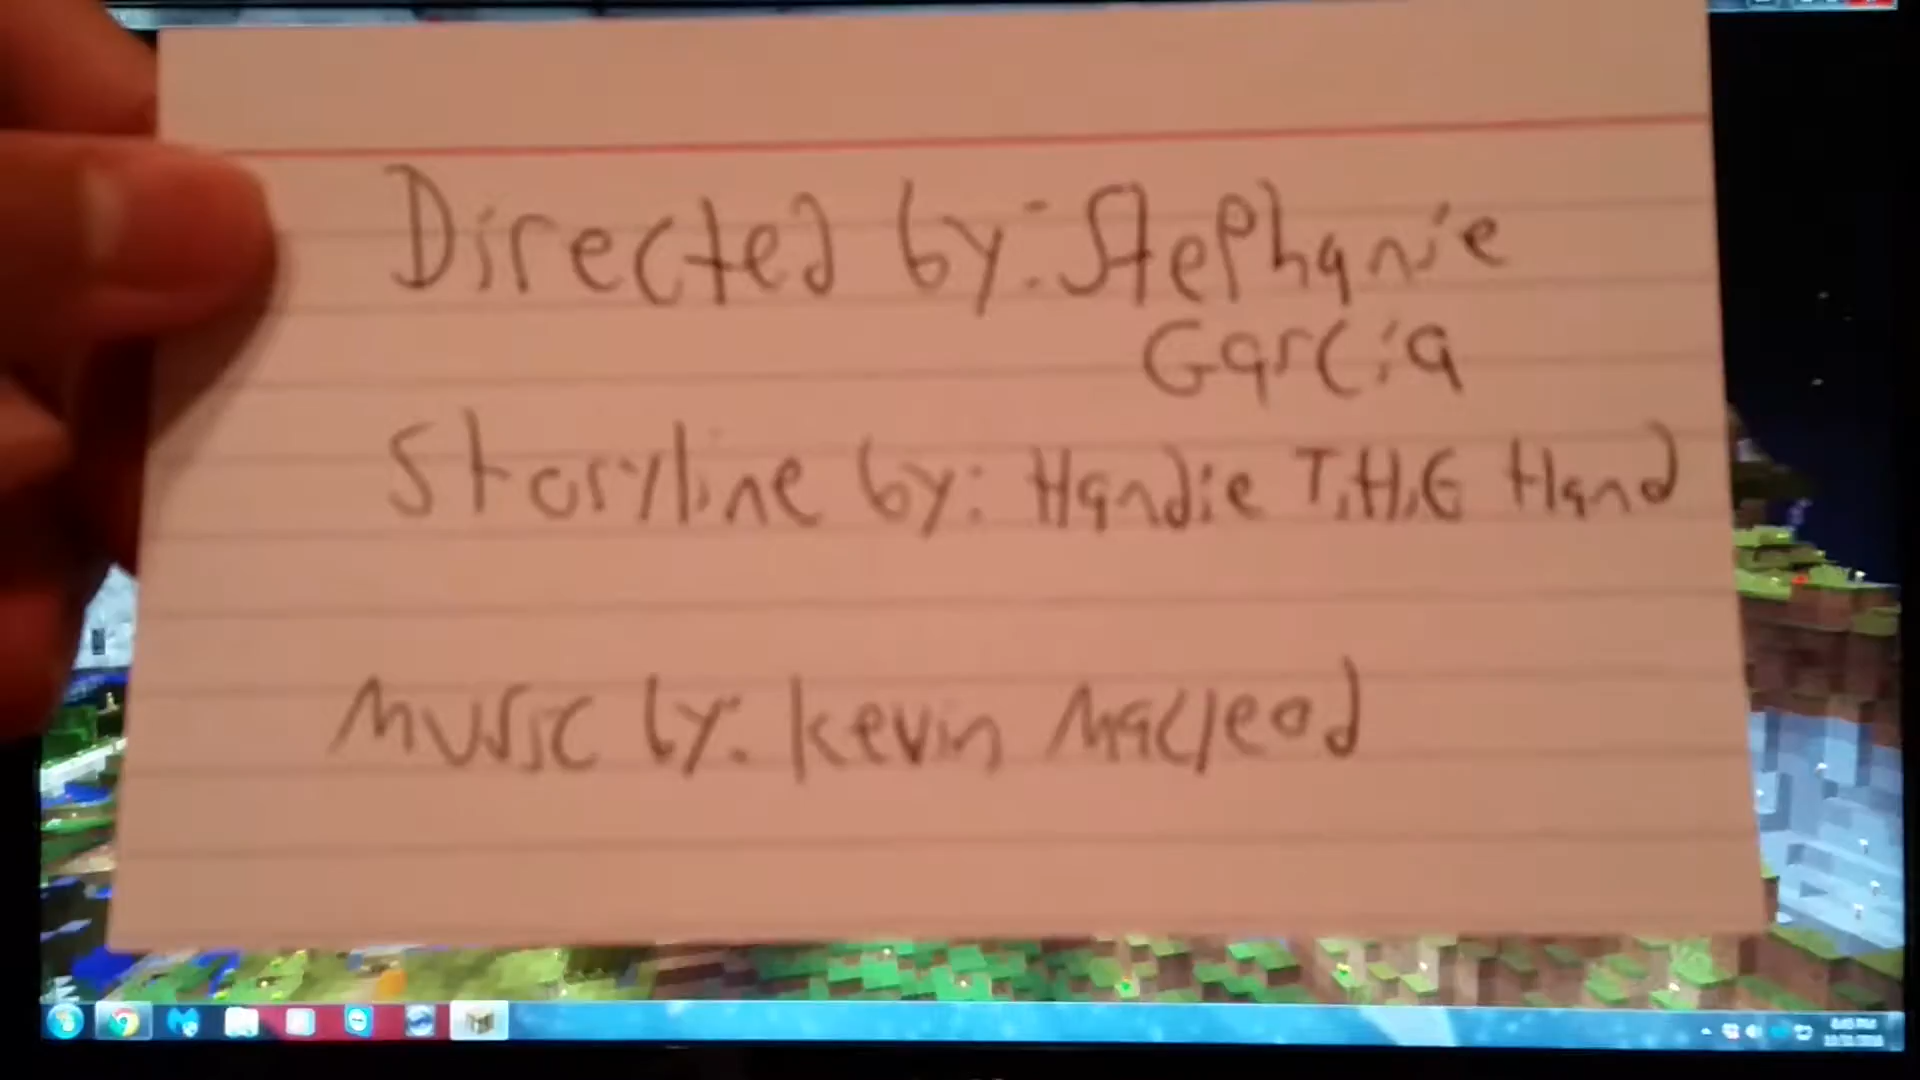 Directed by: Stephanie
Garcia
Storyline by: Handie T.H.E Hand
Music by: Kevin Macleod